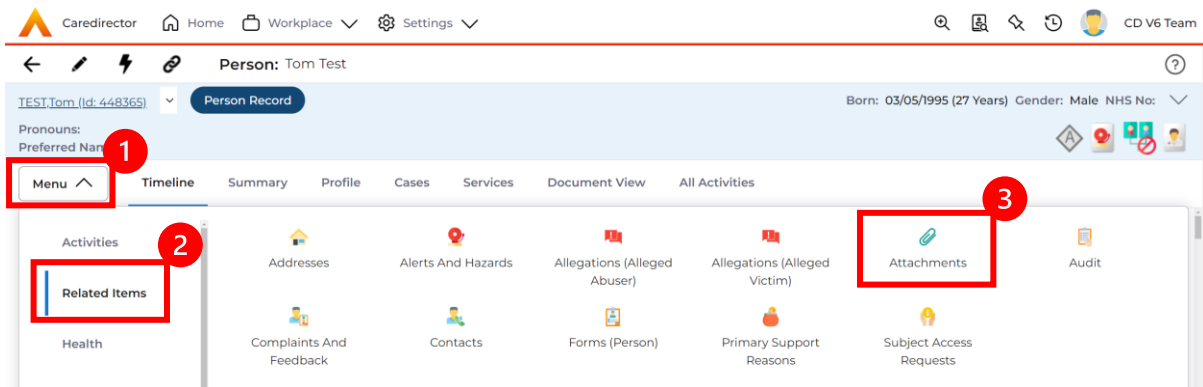 Caredirector Home Workplace Settings CD V6 Team
Person: Tom Test
TEST,Tom (Id: 448365) Person Record Born: 03/05/1995 (27 Years) Gender: Male NHS No:
Pronouns:
Preferred
1
Menu Timeline Summary Profile Cases Services Document View All Activities
3
Activities
2
Related Items
Health
Addresses Alerts And Hazards Allegations (Alleged Abuser) Allegations (Alleged Victim) Attachments Audit
Complaints And Feedback Contacts Forms (Person) Primary Support Reasons Subject Access Requests